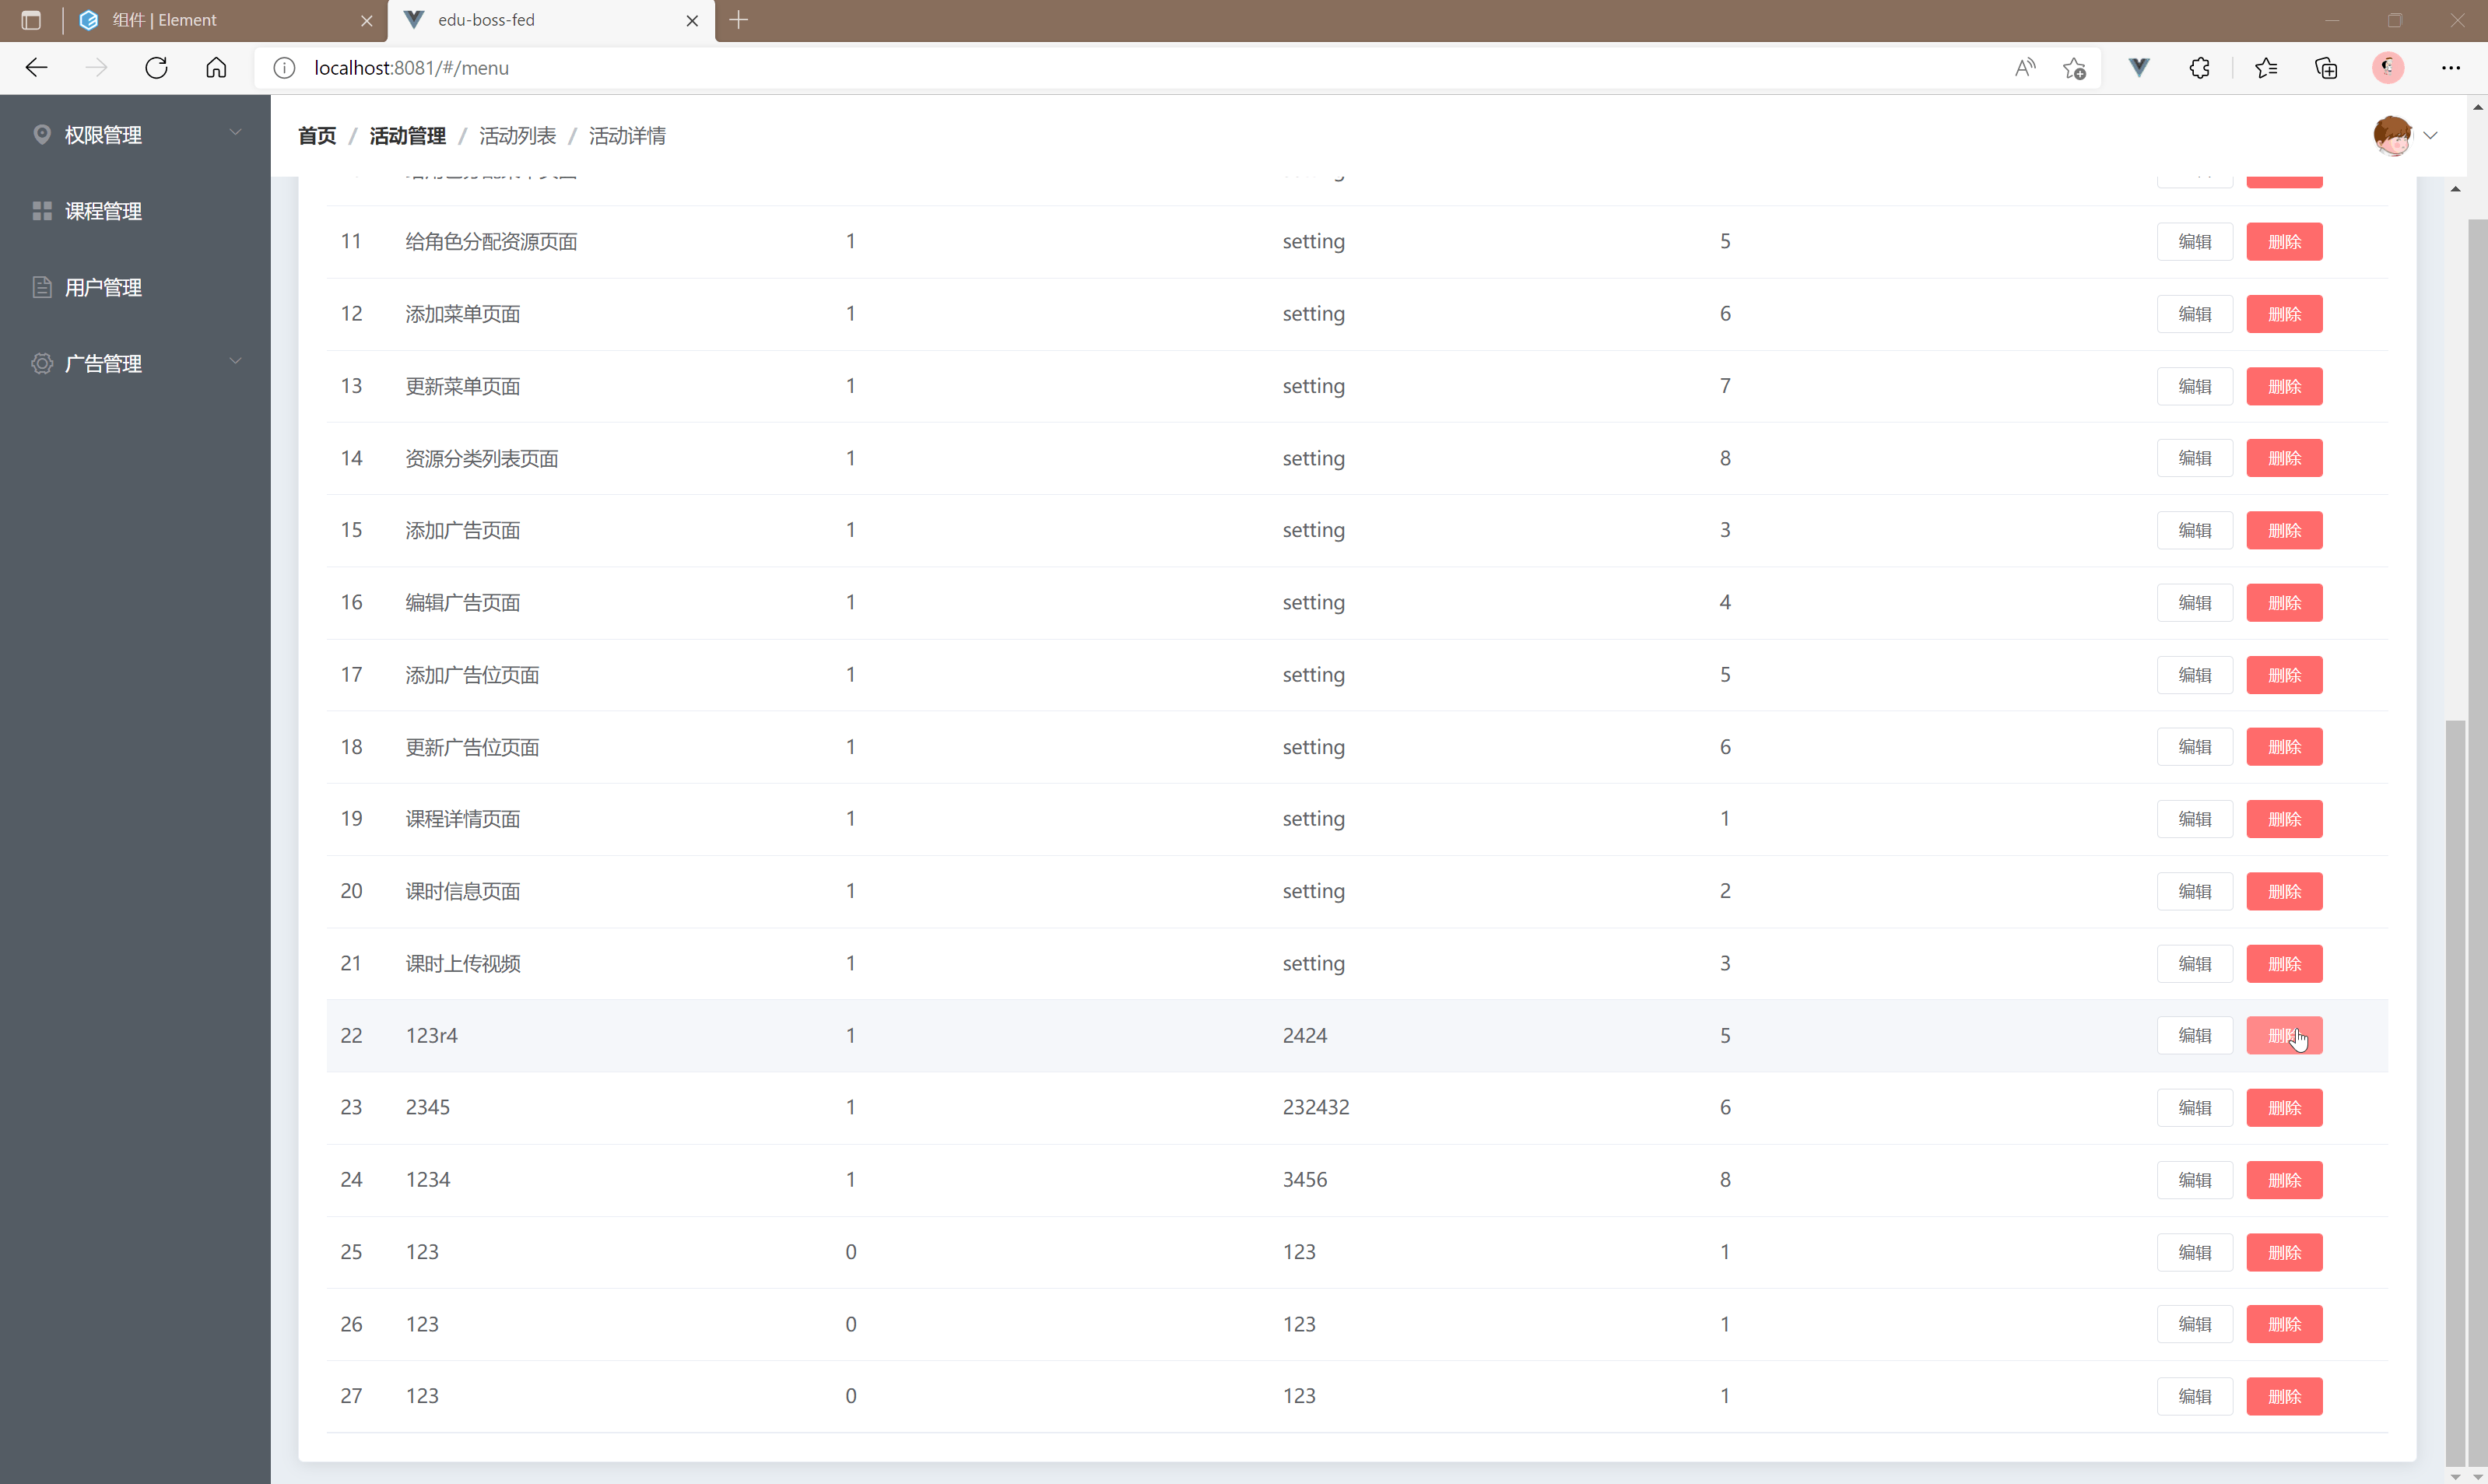 组件 | Element
edu-boss-fed
localhost:8081/#/menu
权限管理
课程管理
用户管理
广告管理
首页 / 活动管理 / 活动列表 / 活动详情
11 给角色分配资源页面 1 setting 5 编辑 删除
12 添加菜单页面 1 setting 6 编辑 删除
13 更新菜单页面 1 setting 7 编辑 删除
14 资源分类列表页面 1 setting 8 编辑 删除
15 添加广告页面 1 setting 3 编辑 删除
16 编辑广告页面 1 setting 4 编辑 删除
17 添加广告位页面 1 setting 5 编辑 删除
18 更新广告位页面 1 setting 6 编辑 删除
19 课程详情页面 1 setting 1 编辑 删除
20 课时信息页面 1 setting 2 编辑 删除
21 课时上传视频 1 setting 3 编辑 删除
22 123r4 1 2424 5 编辑 删除
23 2345 1 232432 6 编辑 删除
24 1234 1 3456 8 编辑 删除
25 123 0 123 1 编辑 删除
26 123 0 123 1 编辑 删除
27 123 0 123 1 编辑 删除